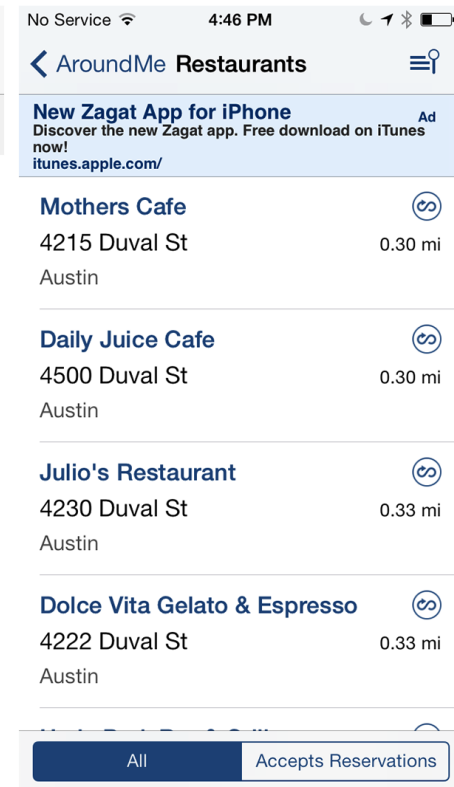 No Service 4:46 PM
AroundMe Restaurants
New Zagat App for iPhone Ad
Discover the new Zagat app. Free download on iTunes
now!
itunes.apple.com/
Mothers Cafe
4215 Duval St 0.30 mi
Austin
Daily Juice Cafe
4500 Duval St 0.30 mi
Austin
Julio's Restaurant
4230 Duval St 0.33 mi
Austin
Dolce Vita Gelato & Espresso
4222 Duval St 0.33 mi
Austin
All Accepts Reservations